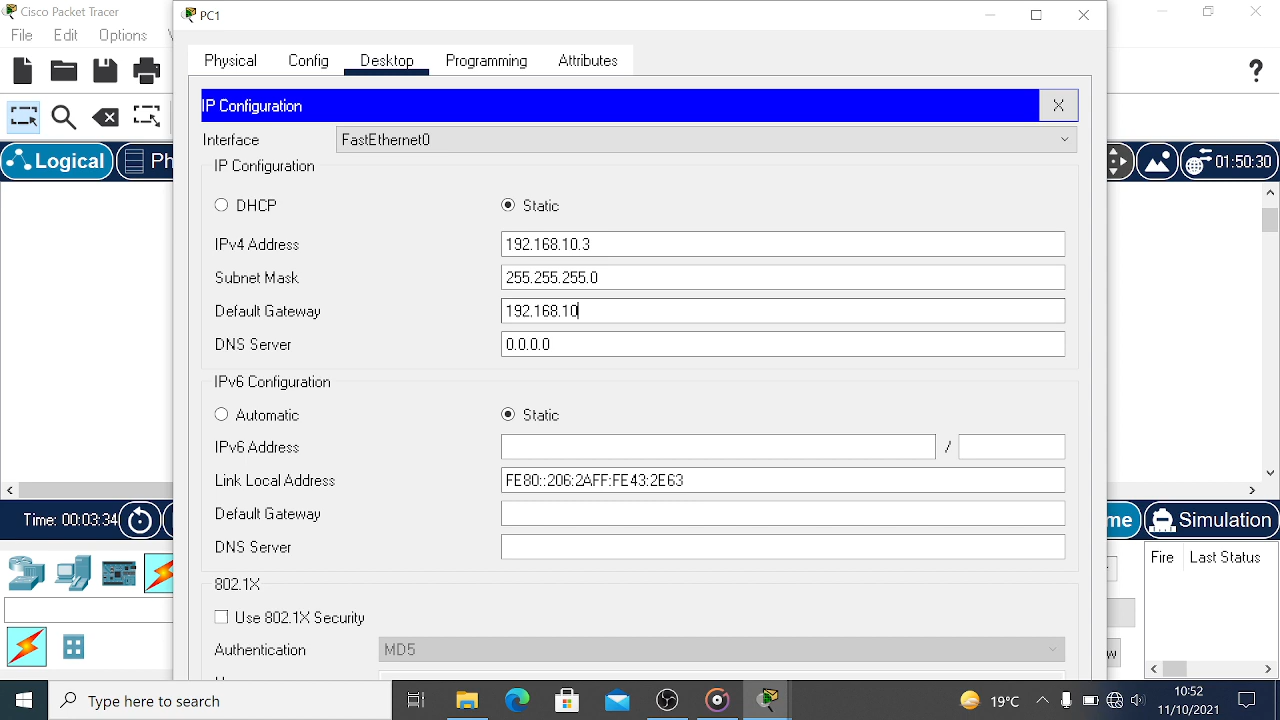 Cisco Packet Tracer
PC1
File Edit Options
Physical Config Desktop Programming Attributes
IP Configuration
X
Interface FastEthernet0
Logical
01:50:30
IP Configuration
DHCP Static
IPv4 Address 192.168.10.3
Subnet Mask 255.255.255.0
Default Gateway 192.168.10
DNS Server 0.0.0.0
IPv6 Configuration
Automatic Static
IPv6 Address /
Link Local Address FE80::206:2AFF:FE43:2E63
Default Gateway
Time: 00:03:34
me Simulation
DNS Server
Fire Last Status
802.1X
Use 802.1X Security
Authentication MD5
Type here to search
19°C
10:52
11/10/2021